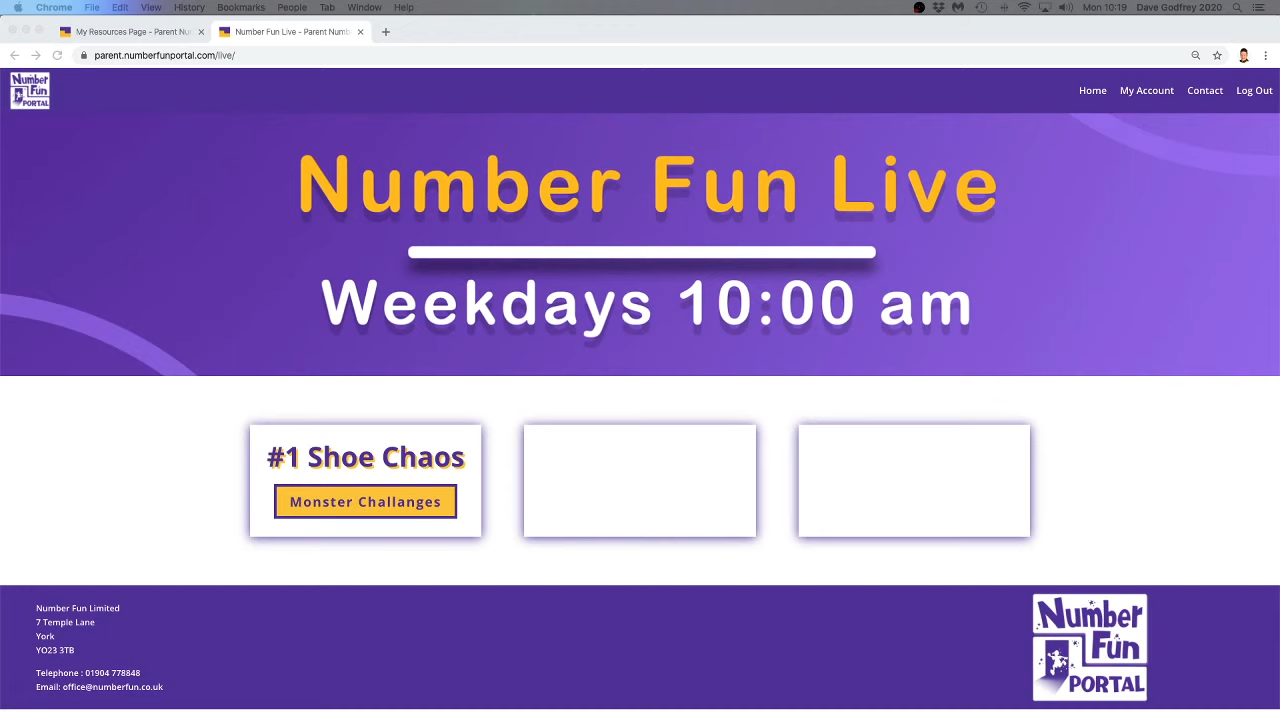 Chrome File Edit View History Bookmarks People Tab Window Help Mon 10:19 Dave Godfrey 2020
My Resources Page - Parent Nu Number Fun Live - Parent Numb
parent.numberfunportal.com/live/
Number Fun PORTAL
Home My Account Contact Log Out
Number Fun Live
Weekdays 10:00 am
#1 Shoe Chaos
Monster Challanges
Number Fun Limited
7 Temple Lane
York
YO23 3TB
Telephone : 01904 778848
Email: office@numberfun.co.uk
Number
Fun
PORTAL